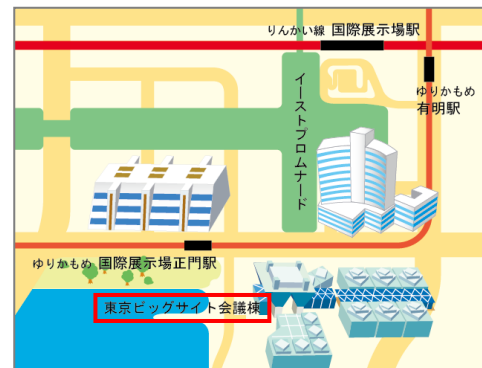 りんかい線 国際展示場駅
イーストプロムナード
ゆりかもめ
有明駅
ゆりかもめ 国際展示場正門駅
東京ビッグサイト会議棟